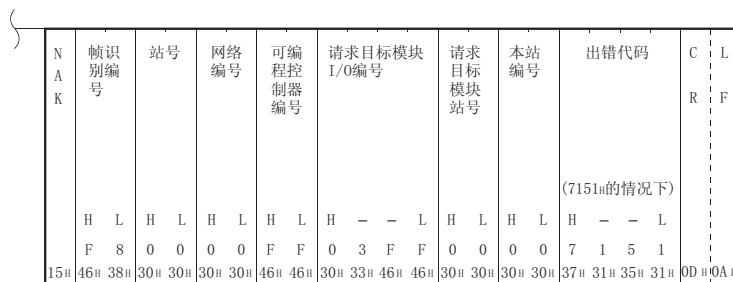 N A K 帧识 站号 网络 可编 请求目标模块 请求 本站 出错代码 C L
别编 编号 程控 I/O编号 目标 编号 R F
号 制器 模块
编号 站号
(7151H的情况下)
H L H L H L H L H － － L H L H L H － － L
F 8 0 0 0 0 F F 0 3 F F 0 0 0 0 7 1 5 1
15H 46H 38H 30H 30H 30H 30H 46H 46H 30H 33H 46H 46H 30H 30H 30H 30H 37H 31H 35H 31H 0DH 0AH